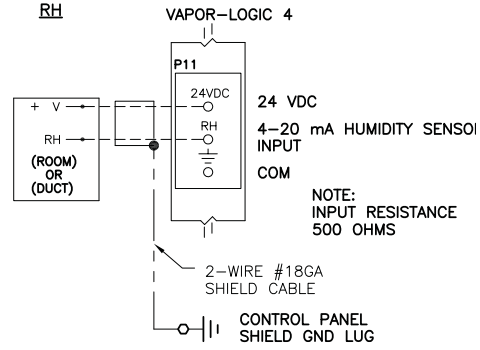 RH
VAPOR-LOGIC 4
P11
24VDC
24 VDC
+ V
RH
RH
4-20 mA HUMIDITY SENSO
INPUT
(ROOM)
OR
(DUCT)
COM
NOTE:
INPUT RESISTANCE
500 OHMS
2-WIRE #18GA
SHIELD CABLE
CONTROL PANEL
SHIELD GND LUG